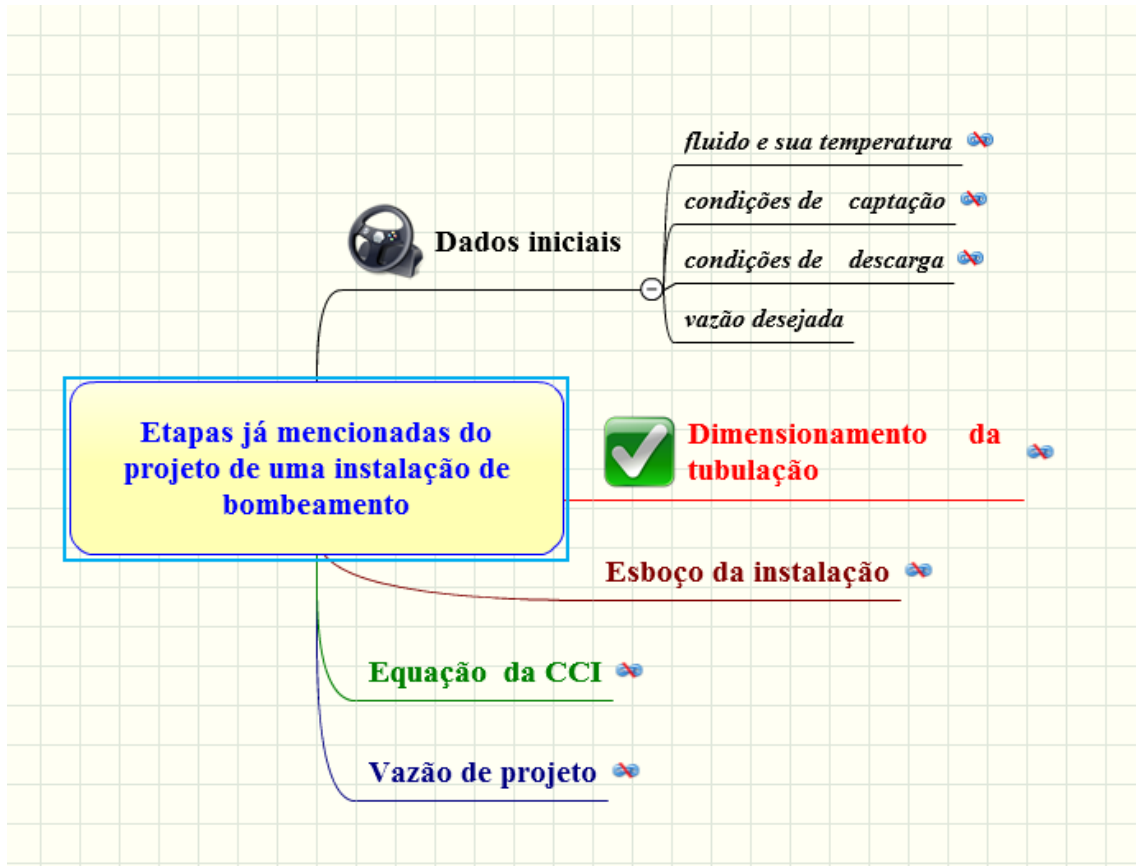 fluido e sua temperatura
condições de captação
Dados iniciais
condições de descarga
vazão desejada
Etapas já mencionadas do
projeto de uma instalação de
bombeamento
Dimensionamento da
tubulação
Esboço da instalação
Equação da CCI
Vazão de projeto